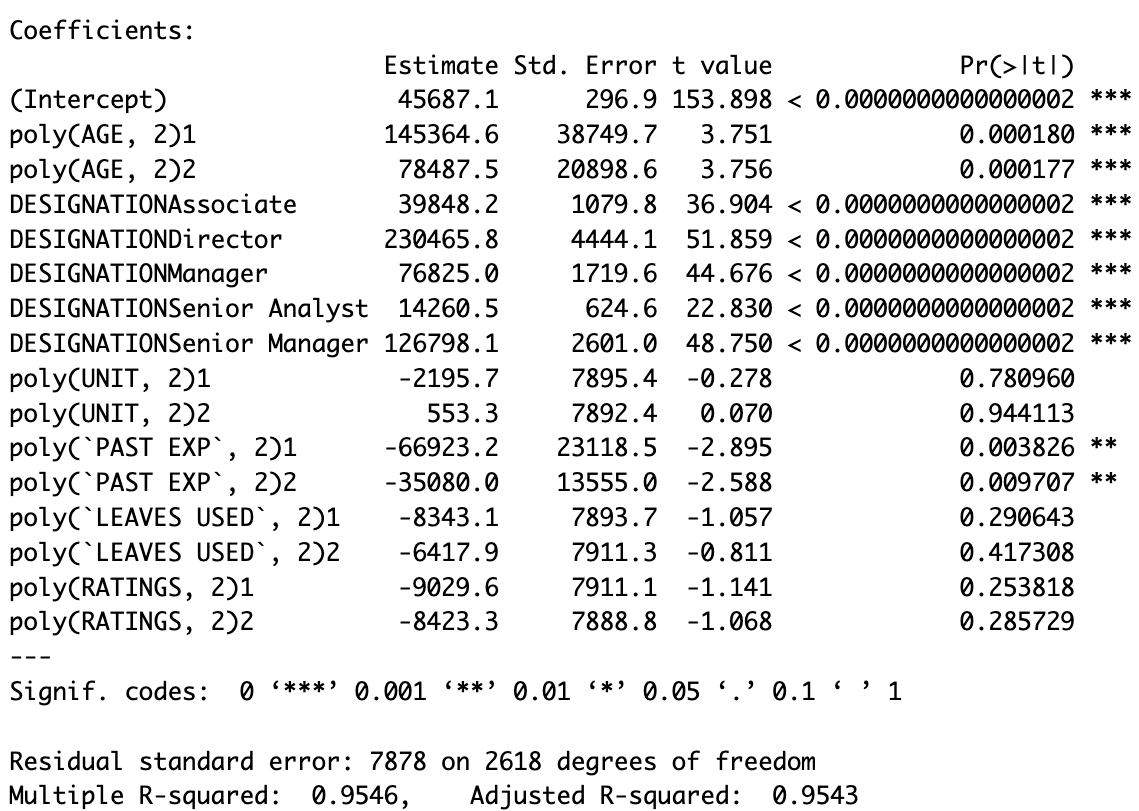 Coefficients:
Estimate Std. Error t value Pr(>|t|)
(Intercept) 45687.1 296.9 153.898 < 0.0000000000000002 ***
poly(AGE, 2)1 145364.6 38749.7 3.751 0.000180 ***
poly(AGE, 2)2 78487.5 20898.6 3.756 0.000177 ***
DESIGNATIONAssociate 39848.2 1079.8 36.904 < 0.0000000000000002 ***
DESIGNATIONDirector 230465.8 4444.1 51.859 < 0.0000000000000002 ***
DESIGNATIONManager 76825.0 1719.6 44.676 < 0.0000000000000002 ***
DESIGNATIONSenior Analyst 14260.5 624.6 22.830 < 0.0000000000000002 ***
DESIGNATIONSenior Manager 126798.1 2601.0 48.750 < 0.0000000000000002 ***
poly(UNIT, 2)1 -2195.7 7895.4 -0.278 0.780960
poly(UNIT, 2)2 553.3 7892.4 0.070 0.944113
poly(`PAST EXP`, 2)1 -66923.2 23118.5 -2.895 0.003826 **
poly(`PAST EXP`, 2)2 -35080.0 13555.0 -2.588 0.009707 **
poly(`LEAVES USED`, 2)1 -8343.1 7893.7 -1.057 0.290643
poly(`LEAVES USED`, 2)2 -6417.9 7911.3 -0.811 0.417308
poly(RATINGS, 2)1 -9029.6 7911.1 -1.141 0.253818
poly(RATINGS, 2)2 -8423.3 7888.8 -1.068 0.285729
---
Signif. codes: 0 ‘***’ 0.001 ‘**’ 0.01 ‘*’ 0.05 ‘.’ 0.1 ‘ ’ 1
Residual standard error: 7878 on 2618 degrees of freedom
Multiple R-squared: 0.9546, Adjusted R-squared: 0.9543